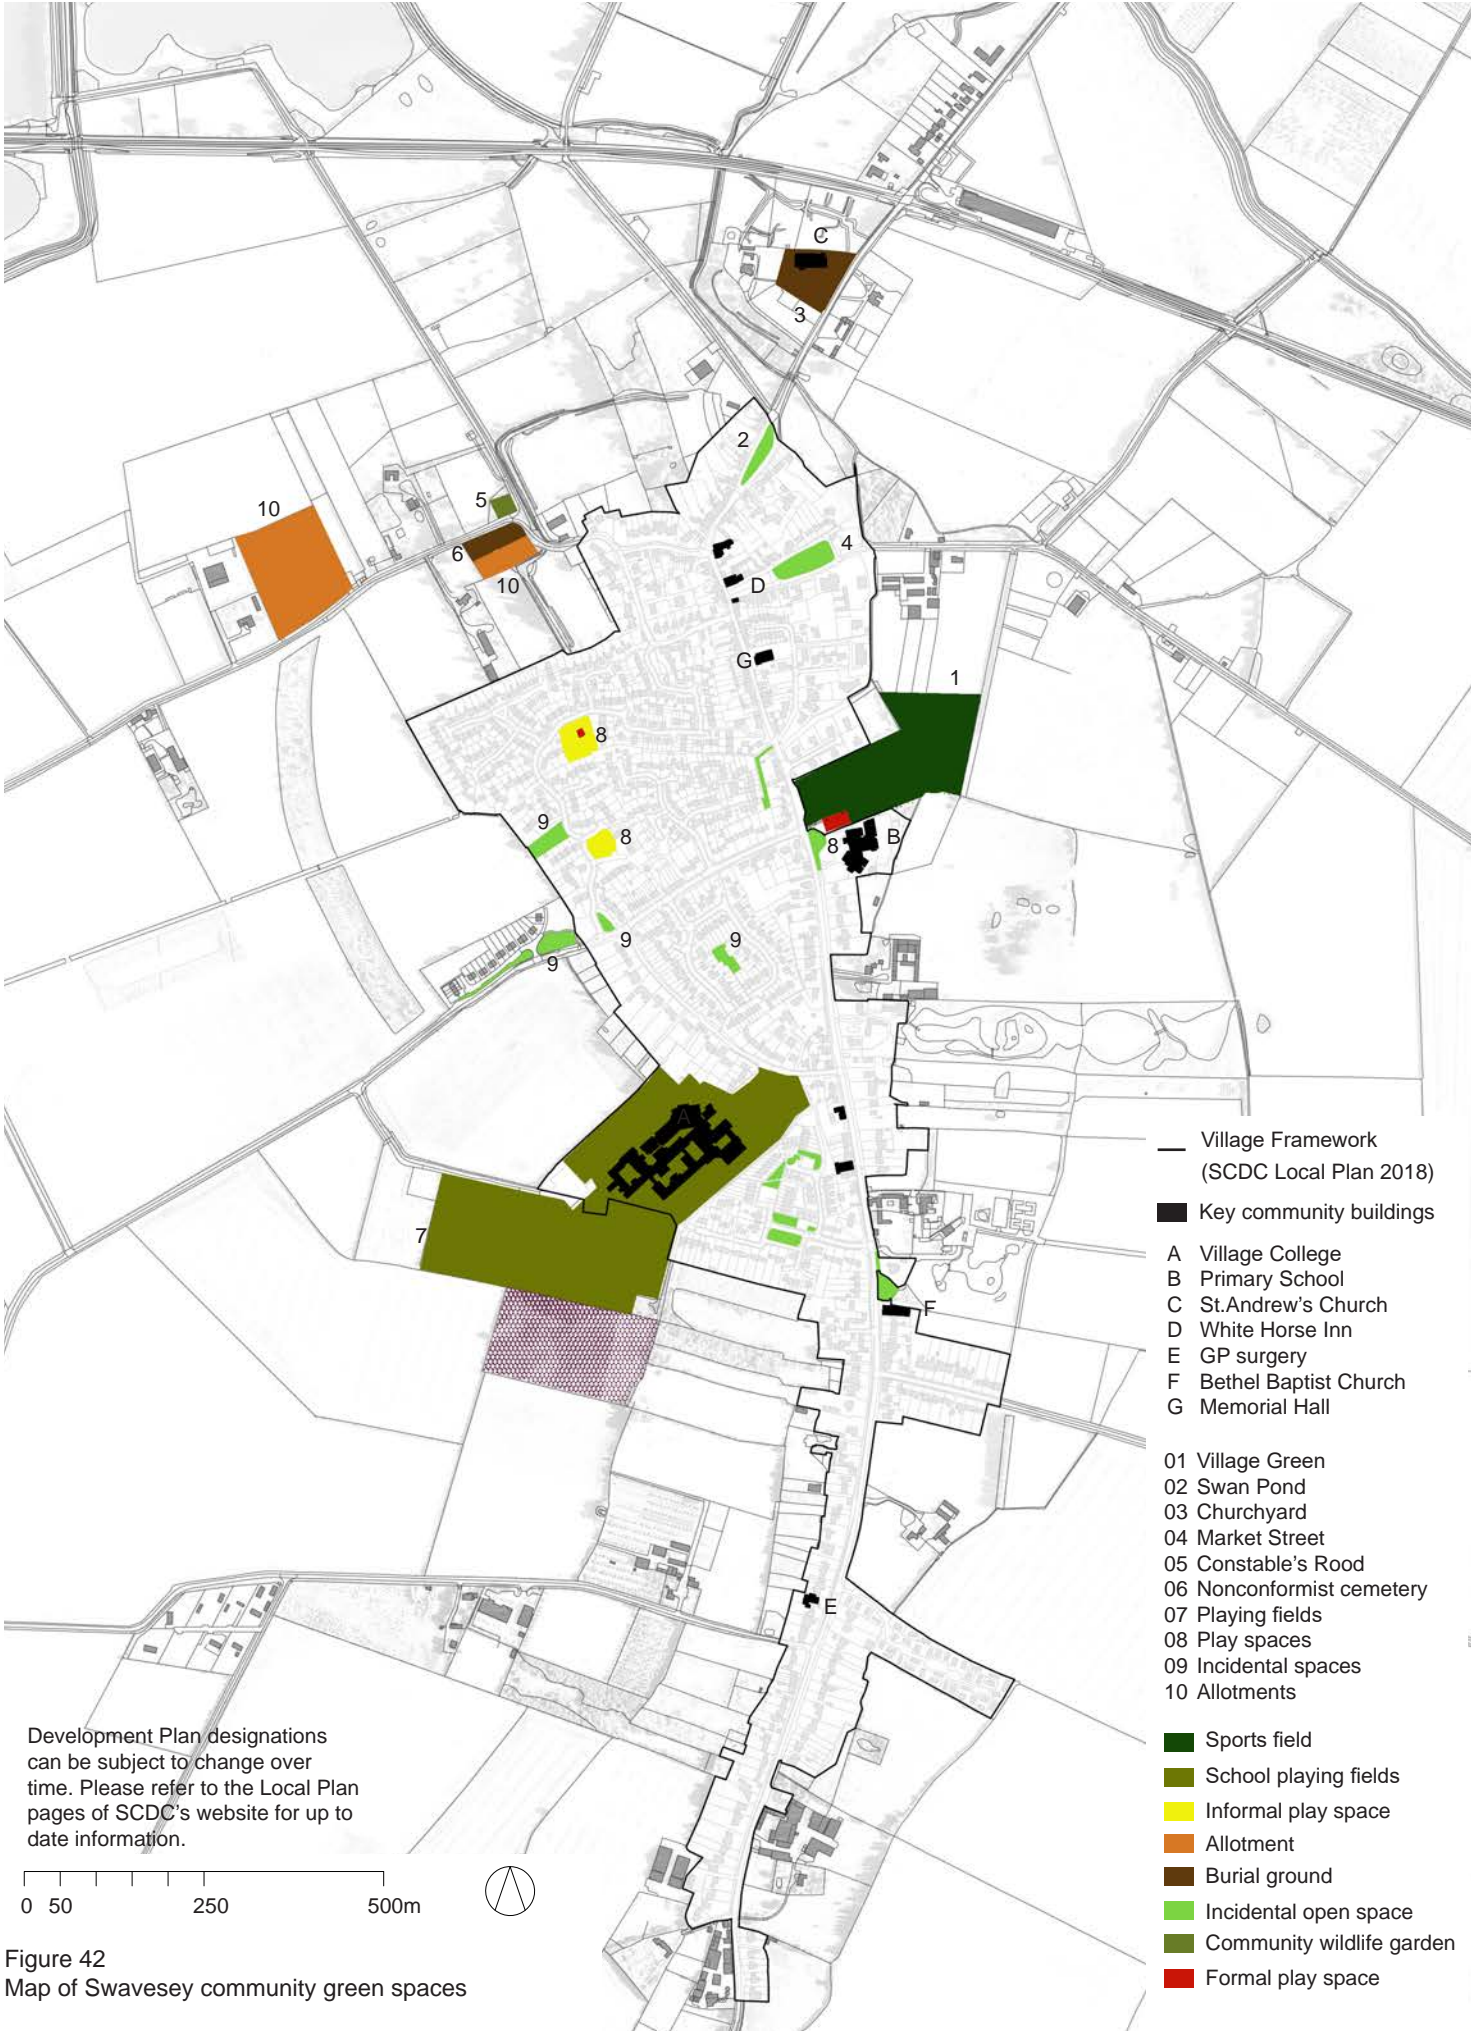 C
3
2
5
10
6
10
4
D
G
1
8
9
8
8
B
9
9
9
A
7
F
E
Village Framework
(SCDC Local Plan 2018)
Key community buildings
A Village College
B Primary School
C St.Andrew's Church
D White Horse Inn
E GP surgery
F Bethel Baptist Church
G Memorial Hall
01 Village Green
02 Swan Pond
03 Churchyard
04 Market Street
05 Constable's Rood
06 Nonconformist cemetery
07 Playing fields
08 Play spaces
09 Incidental spaces
10 Allotments
Sports field
School playing fields
Informal play space
Allotment
Burial ground
Incidental open space
Community wildlife garden
Formal play space
Development Plan designations
can be subject to change over
time. Please refer to the Local Plan
pages of SCDC's website for up to
date information.
0 50 250 500m
Figure 42
Map of Swavesey community green spaces